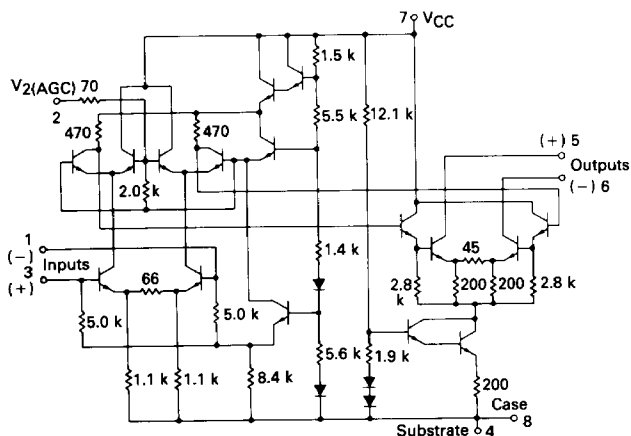 7 VCC
1.5 k
V2(AGC) 70
2
5.5 k
12.1 k
470
470
(+) 5
Outputs
(−) 6
2.0 k
1
(−)
Inputs
3
(+)
1.4 k
45
66
2.8 k
200
200
2.8 k
5.0 k
5.0 k
5.6 k
1.9 k
1.1 k
1.1 k
8.4 k
200
Case
8
Substrate 4